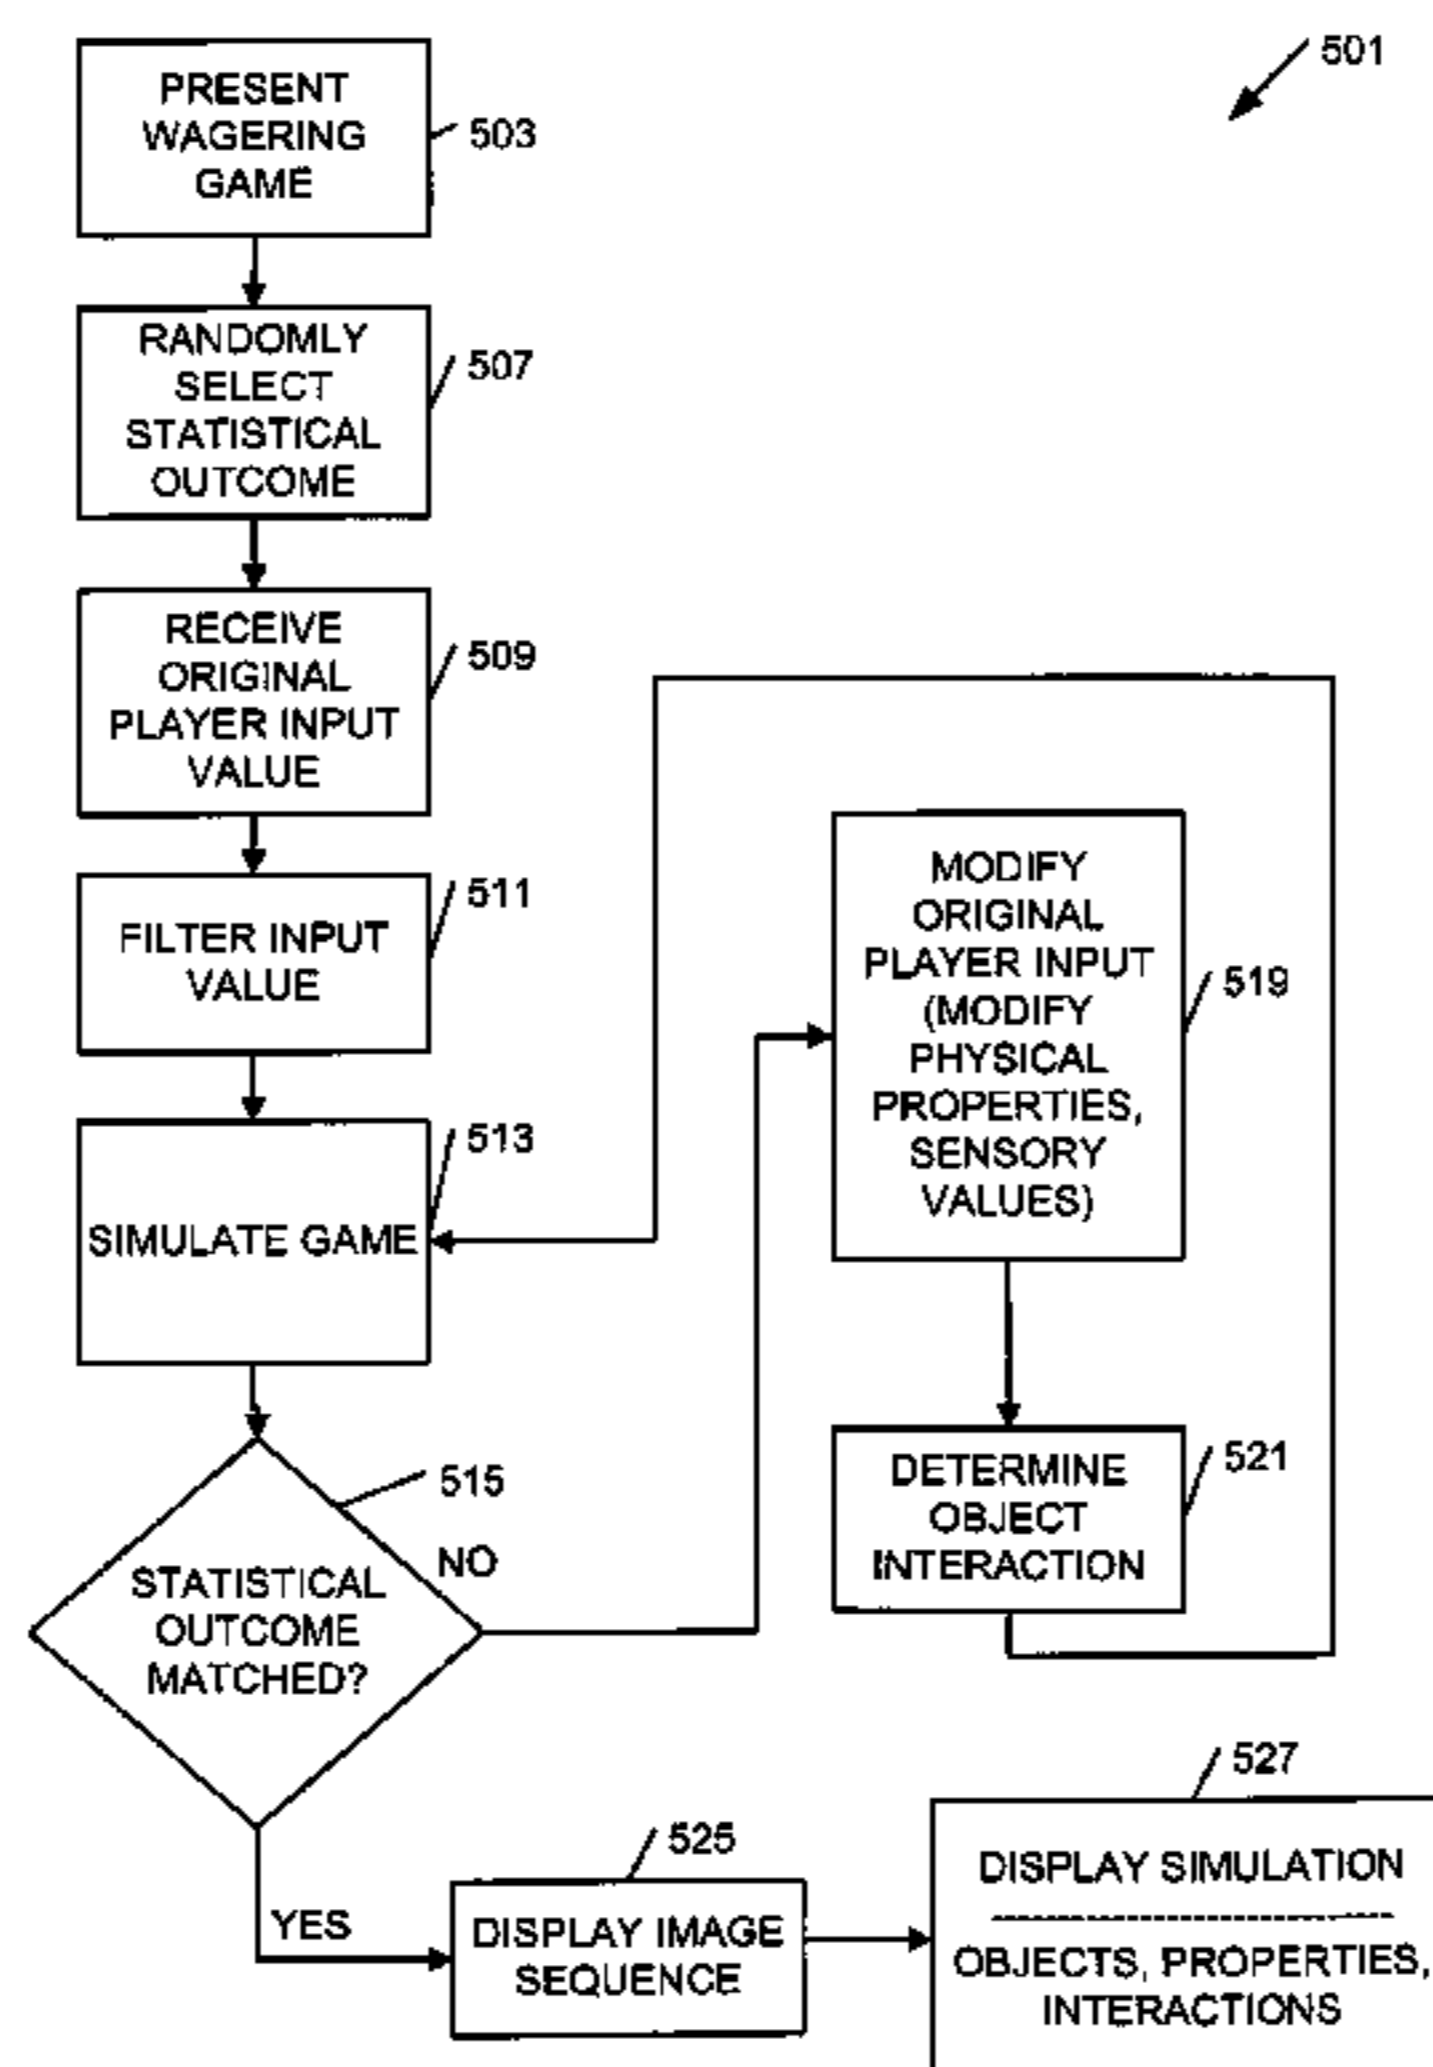 501
PRESENT
WAGERING
GAME
503
RANDOMLY
SELECT
STATISTICAL
OUTCOME
507
RECEIVE
ORIGINAL
PLAYER INPUT
VALUE
509
FILTER INPUT
VALUE
511
SIMULATE GAME
513
STATISTICAL
OUTCOME
MATCHED?
515
NO
MODIFY
ORIGINAL
PLAYER INPUT
(MODIFY
PHYSICAL
PROPERTIES,
SENSORY
VALUES)
519
DETERMINE
OBJECT
INTERACTION
521
YES
DISPLAY IMAGE
SEQUENCE
525
DISPLAY SIMULATION
OBJECTS, PROPERTIES,
INTERACTIONS
527